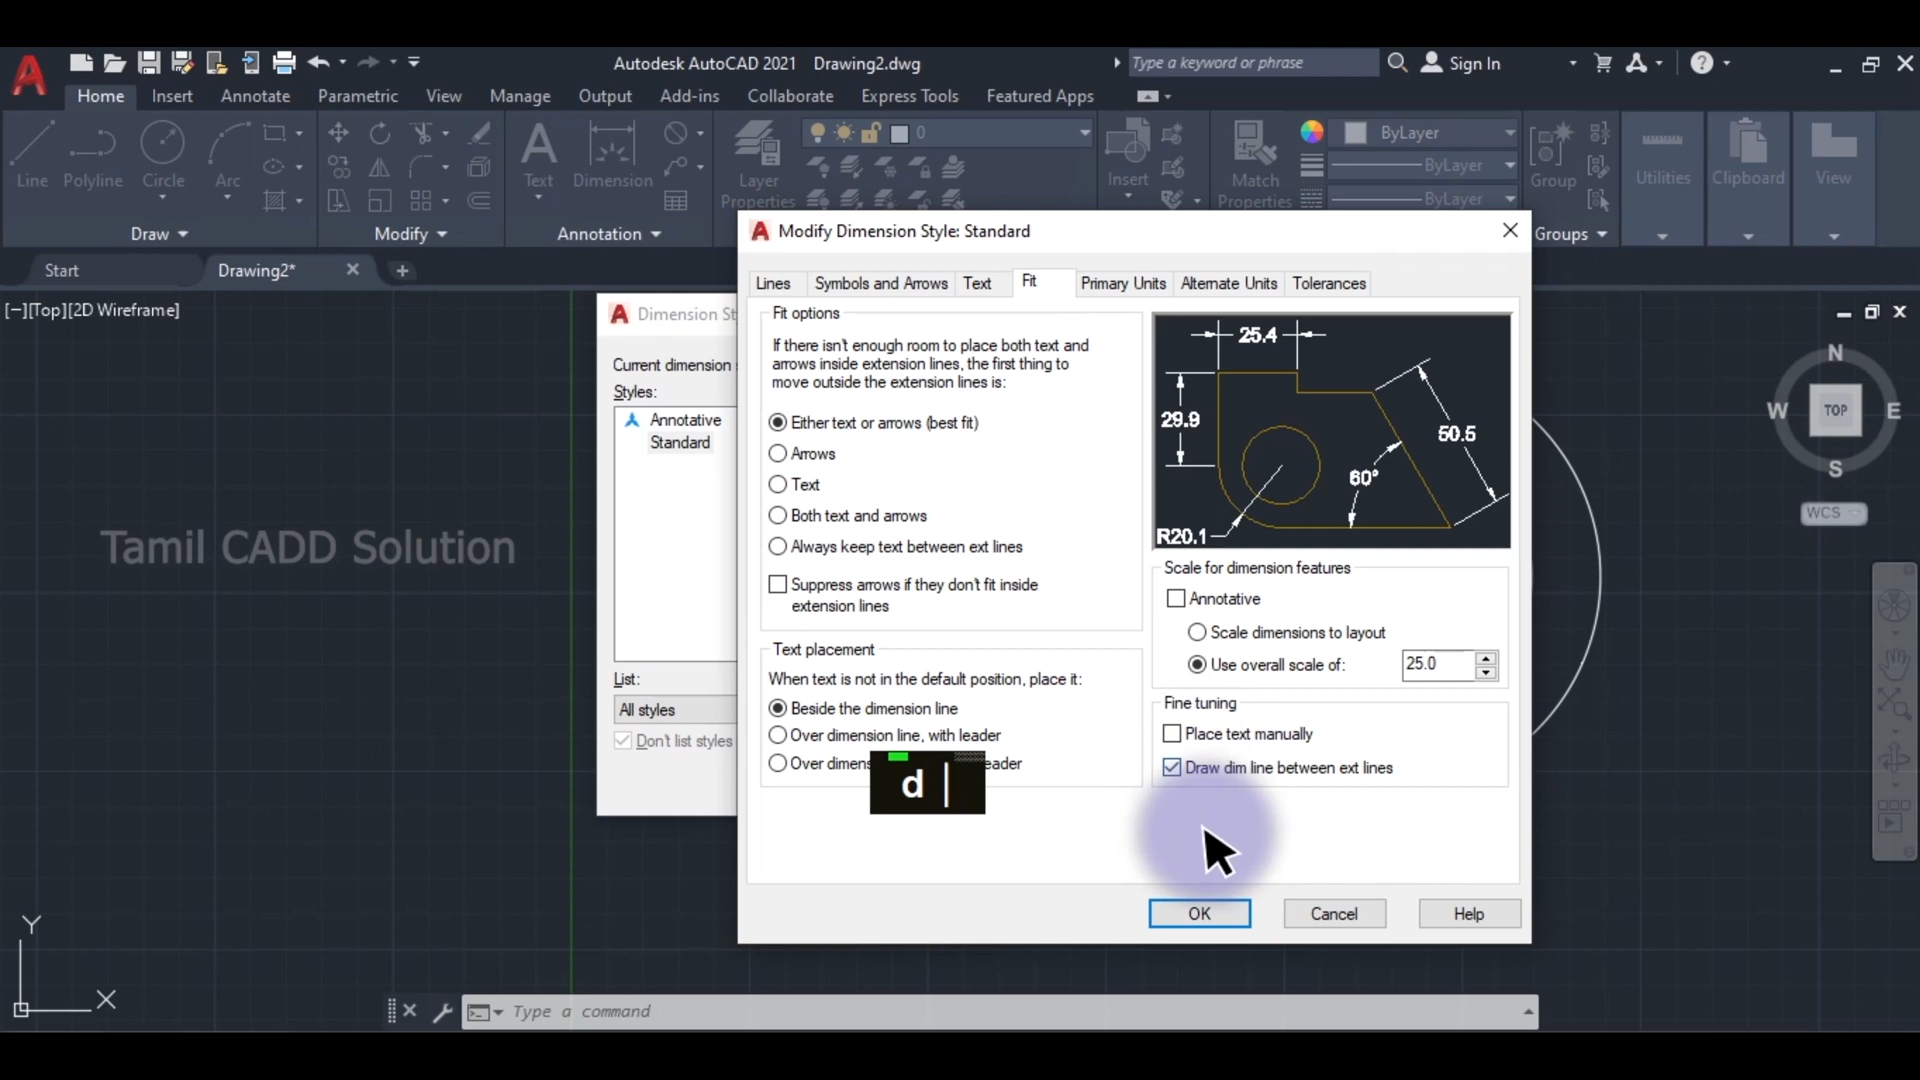 Autodesk AutoCAD 2021 Drawing2.dwg
Type a keyword or phrase
Sign In
Home Insert Annotate Parametric View Manage Output Add-ins Collaborate Express Tools Featured Apps
0
ByLayer
Line Polyline Circle Arc
Text Dimension
Layer
Properties
Insert
Match
Properties
ByLayer
ByLayer
Group
Utilities
Clipboard
View
Draw
Modify
Annotation
Groups
Start
Drawing2*
[−][Top][2D Wireframe]
Tamil CADD Solution
Dimension St
Current dimension
Styles:
Annotative
Standard
List:
All styles
Don't list styles
Modify Dimension Style: Standard
Lines Symbols and Arrows Text Fit Primary Units Alternate Units Tolerances
Fit options
If there isn't enough room to place both text and
arrows inside extension lines, the first thing to
move outside the extension lines is:
Either text or arrows (best fit)
Arrows
Text
Both text and arrows
Always keep text between ext lines
Suppress arrows if they don't fit inside
extension lines
Text placement
When text is not in the default position, place it:
Beside the dimension line
Over dimension line, with leader
Over dimens eader
d
25.4
29.9
50.5
60°
R20.1
Scale for dimension features
Annotative
Scale dimensions to layout
Use overall scale of: 25.0
Fine tuning
Place text manually
Draw dim line between ext lines
OK Cancel Help
N
W TOP E
S
WCS
Y
X
Type a command